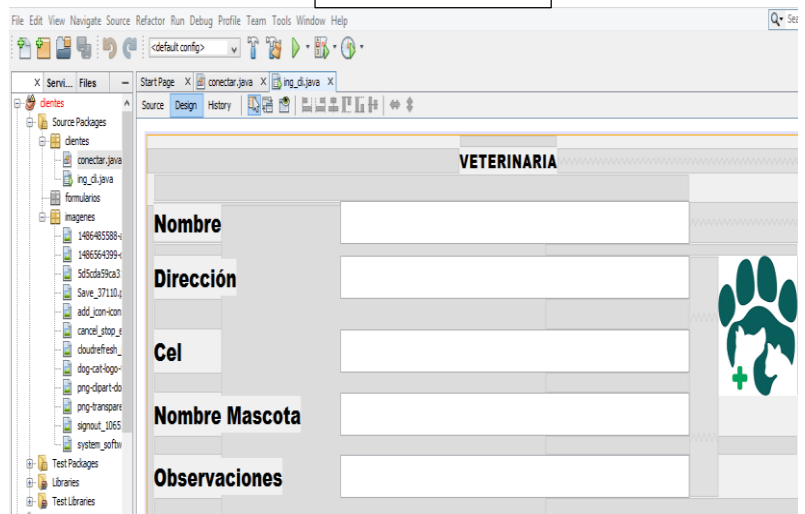 File Edit View Navigate Source Refactor Run Debug Profile Team Tools Window Help
<default config>
Servi... Files
Start Page conectar.java ing_cli.java
Source Design History
clientes
Source Packages
clientes
conectar.java
ing_cli.java
formularios
imagenes
1486485588-
1486564399-
5d5cda59ca3
Save_37110.
add_icon-icon
cancel_stop_e
cloudrefresh_
dog-cat-logo-
png-clipart-do
png-transpare
signout_1065
system_softw
Test Packages
Libraries
Test Libraries
VETERINARIA
Nombre
Dirección
Cel
Nombre Mascota
Observaciones